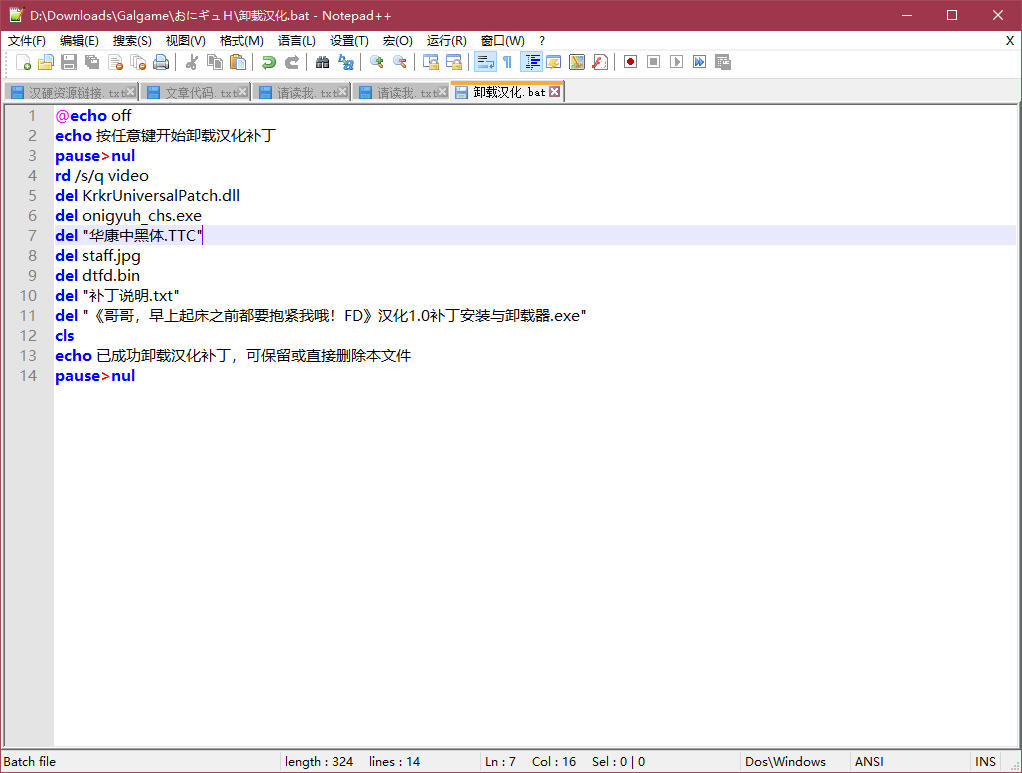 D:\Downloads\Galgame\おにギュH\卸载汉化.bat - Notepad++
文件(F) 编辑(E) 搜索(S) 视图(V) 格式(M) 语言(L) 设置(T) 宏(O) 运行(R) 窗口(W) ? X
汉硬资源链接.txt 文章代码.txt 请读我.txt 请读我.txt 卸载汉化.bat
1 @echo off
2 echo 按任意键开始卸载汉化补丁
3 pause>nul
4 rd /s/q video
5 del KrkrUniversalPatch.dll
6 del onigyuh_chs.exe
7 del "华康中黑体.TTC"
8 del staff.jpg
9 del dtfd.bin
10 del "补丁说明.txt"
11 del "《哥哥，早上起床之前都要抱紧我哦！FD》汉化1.0补丁安装与卸载器.exe"
12 cls
13 echo 已成功卸载汉化补丁，可保留或直接删除本文件
14 pause>nul
Batch file length : 324 lines : 14 Ln : 7 Col : 16 Sel : 0 | 0 Dos\Windows ANSI INS